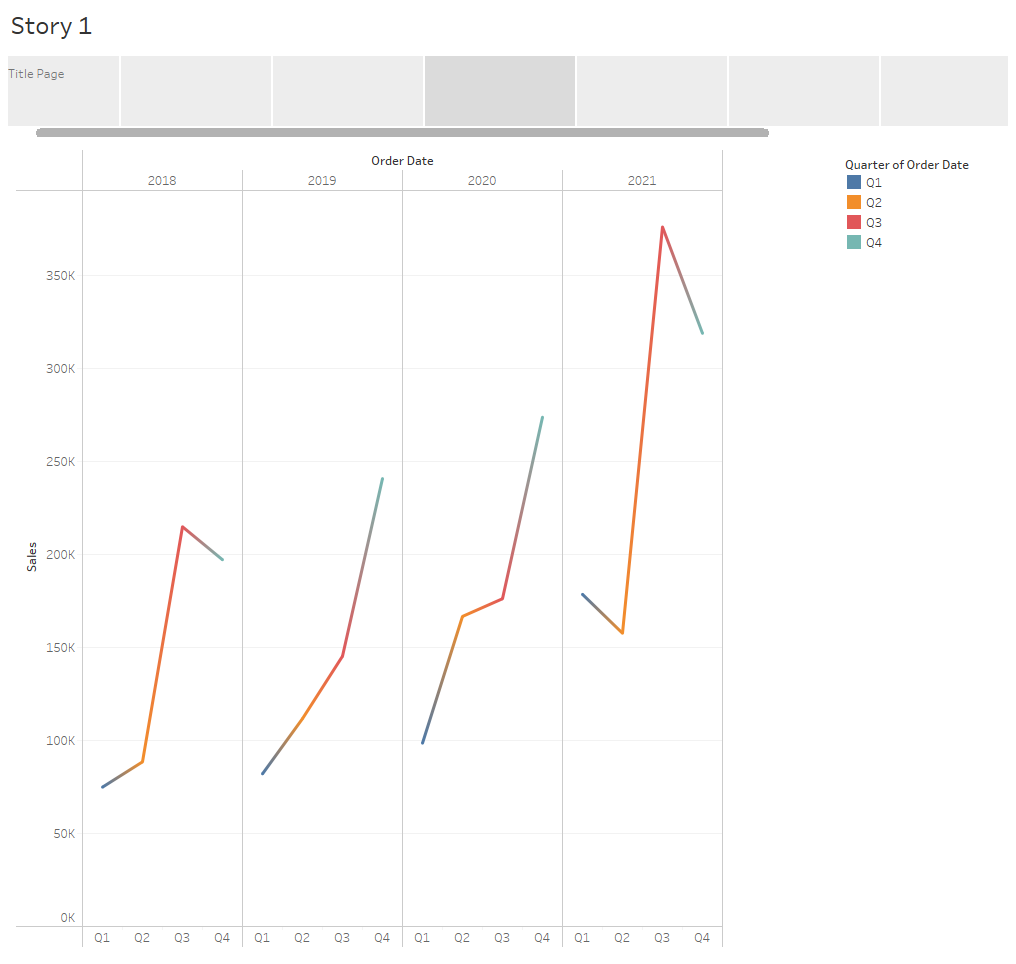 Story 1
Title Page
Order Date
2018 2019 2020 2021
Quarter of Order Date
Q1
Q2
Q3
Q4
350K
300K
250K
200K
150K
100K
50K
0K
Sales
Q1 Q2 Q3 Q4 Q1 Q2 Q3 Q4 Q1 Q2 Q3 Q4 Q1 Q2 Q3 Q4